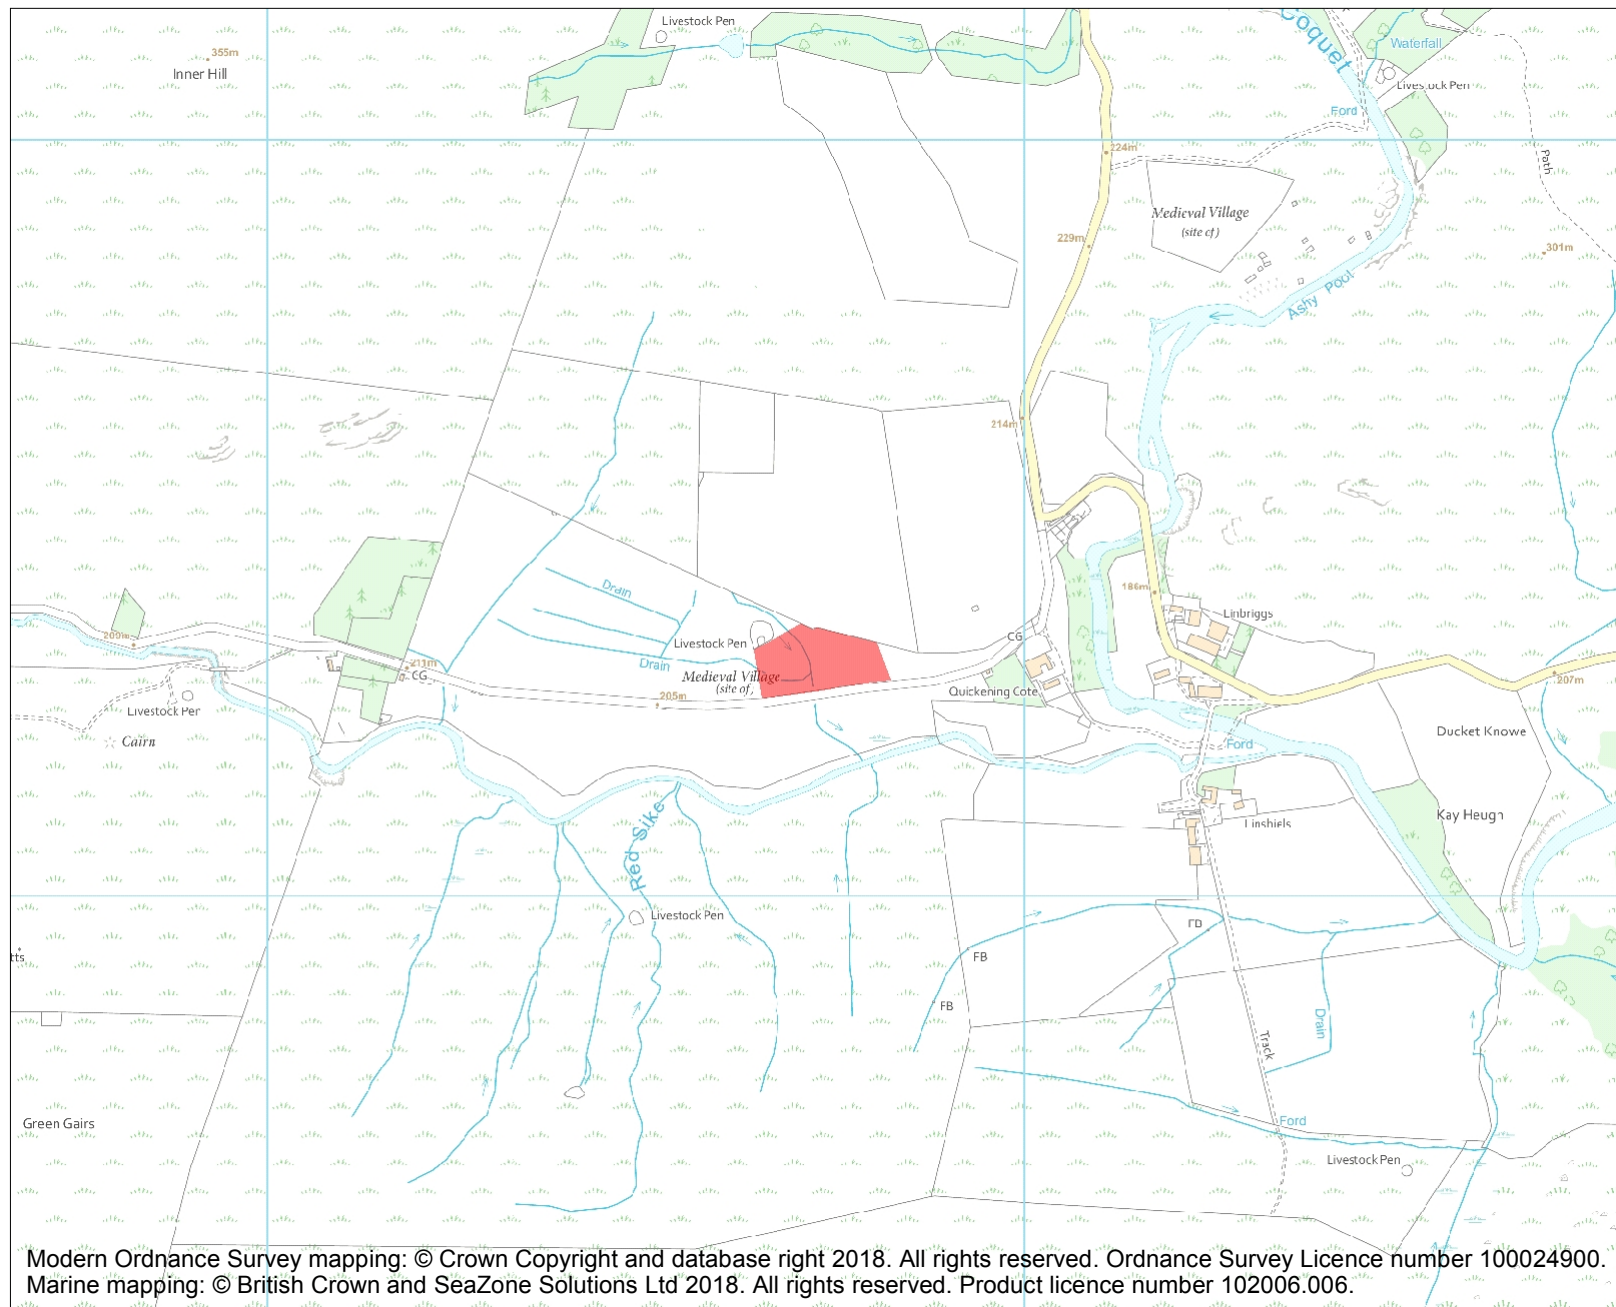 Livestock Pen
355m
Inner Hill
Coquet
Waterfall
Livestock Pen
Ford
224m
Path
Medieval Village
(site of)
229m
301m
Ashy Pool
214m
186m
Drain
Linbriggs
209m
Livestock Pen
CG
Drain
211m
CG
Medieval Village
(site of)
205m
Quickening Cote
207m
Livestock Pen
Cairn
Ford
Ducket Knowe
Red Sike
Kay Heugh
Linshiels
Livestock Pen
FB
tts
FB
FB
Drain
Track
Green Gairs
Ford
Livestock Pen
Modern Ordnance Survey mapping: © Crown Copyright and database right 2018. All rights reserved. Ordnance Survey Licence number 100024900.
Marine mapping: © British Crown and SeaZone Solutions Ltd 2018. All rights reserved. Product licence number 102006.006.